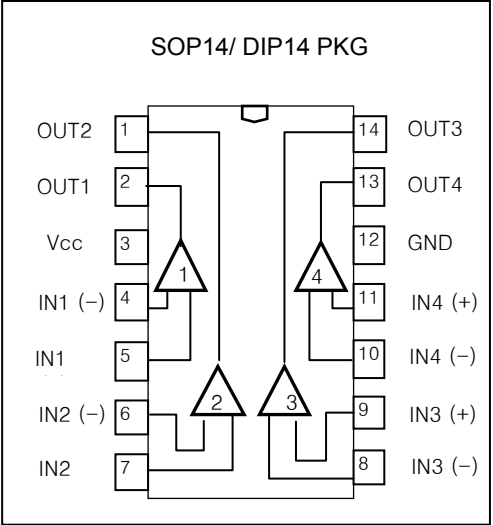 SOP14/ DIP14 PKG
OUT2 1 14 OUT3
OUT1 2 13 OUT4
Vcc 3 12 GND
1 4
IN1 (−) 4 11 IN4 (+)
IN1 5 10 IN4 (−)
2 3
IN2 (−) 6 9 IN3 (+)
IN2 7 8 IN3 (−)